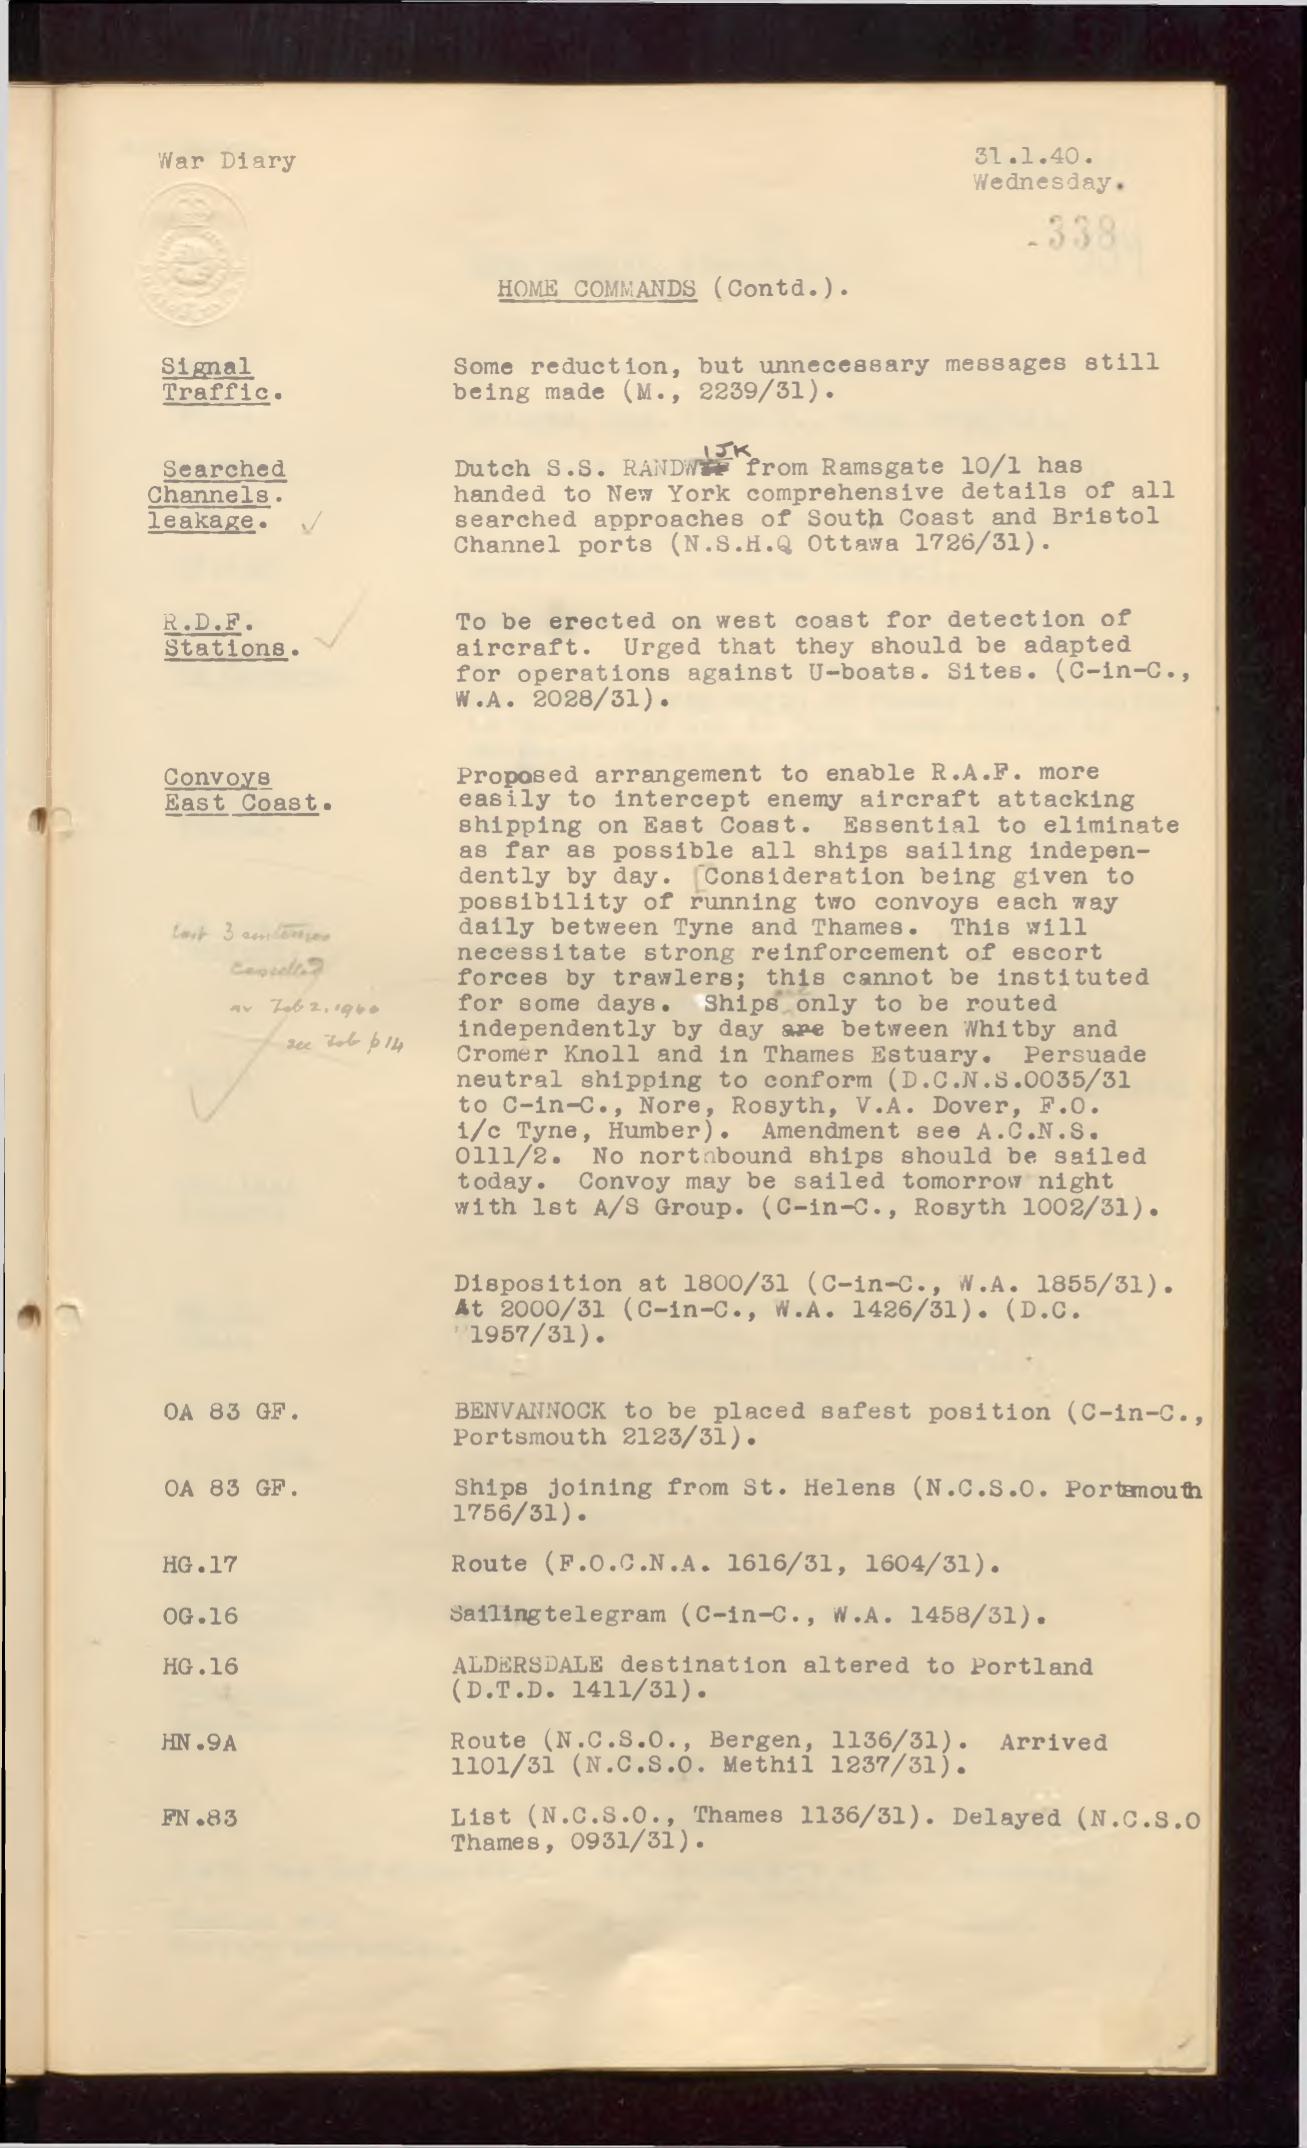 War Diary
31.1.40.
Wednesday.
338
HOME COMMANDS (Contd.).
Signal
Traffic.
Some reduction, but unnecessary messages still
being made (M., 2239/31).
Searched
Channels.
leakage.
IJK
Dutch S.S. RANDW from Ramsgate 10/1 has
handed to New York comprehensive details of all
searched approaches of South Coast and Bristol
Channel ports (N.S.H.Q Ottawa 1726/31).
R.D.F.
Stations.
To be erected on west coast for detection of
aircraft. Urged that they should be adapted
for operations against U-boats. Sites. (C-in-C.,
W.A. 2028/31).
Convoys
East Coast.
Proposed arrangement to enable R.A.F. more
easily to intercept enemy aircraft attacking
shipping on East Coast. Essential to eliminate
as far as possible all ships sailing indepen-
dently by day. [Consideration being given to
possibility of running two convoys each way
daily between Tyne and Thames. This will
necessitate strong reinforcement of escort
forces by trawlers; this cannot be instituted
for some days. Ships only to be routed
independently by day are between Whitby and
Cromer Knoll and in Thames Estuary. Persuade
neutral shipping to conform (D.C.N.S.0035/31
to C-in-C., Nore, Rosyth, V.A. Dover, F.O.
i/c Tyne, Humber). Amendment see A.C.N.S.
0111/2. No northbound ships should be sailed
today. Convoy may be sailed tomorrow night
with 1st A/S Group. (C-in-C., Rosyth 1002/31).
last 3 sentences
cancelled
Feb 2. 1940
see Feb p 14
Disposition at 1800/31 (C-in-C., W.A. 1855/31).
At 2000/31 (C-in-C., W.A. 1426/31). (D.C.
1957/31).
OA 83 GF.
BENVANNOCK to be placed safest position (C-in-C.,
Portsmouth 2123/31).
OA 83 GF.
Ships joining from St. Helens (N.C.S.O. Portsmouth
1756/31).
HG.17
Route (F.O.C.N.A. 1616/31, 1604/31).
OG.16
Sailingtelegram (C-in-C., W.A. 1458/31).
HG.16
ALDERSDALE destination altered to Portland
(D.T.D. 1411/31).
HN.9A
Route (N.C.S.O., Bergen, 1136/31). Arrived
1101/31 (N.C.S.O. Methil 1237/31).
FN.83
List (N.C.S.O., Thames 1136/31). Delayed (N.C.S.O
Thames, 0931/31).